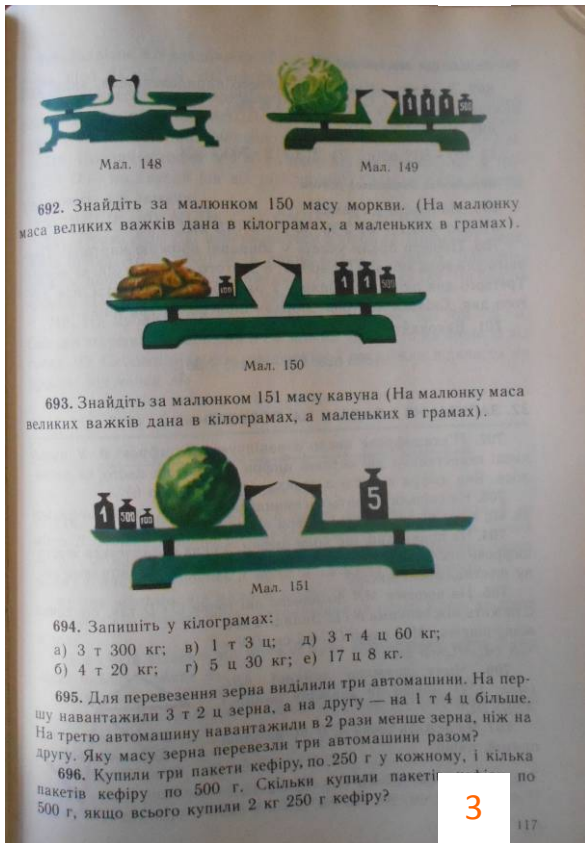 500
1 1 1
Мал. 148
Мал. 149
692. Знайдіть за малюнком 150 масу моркви. (На малюнку
маса великих важків дана в кілограмах, а маленьких в грамах).
100
1 1 500
Мал. 150
693. Знайдіть за малюнком 151 масу кавуна (На малюнку маса
великих важків дана в кілограмах, а маленьких в грамах).
1 500 100
5
Мал. 151
694. Запишіть у кілограмах:
а) 3 т 300 кг; в) 1 т 3 ц; д) 3 т 4 ц 60 кг;
б) 4 т 20 кг; г) 5 ц 30 кг; е) 17 ц 8 кг.
695. Для перевезення зерна виділили три автомашини. На пер-
шу навантажили 3 т 2 ц зерна, а на другу — на 1 т 4 ц більше.
На третю автомашину навантажили в 2 рази менше зерна, ніж на
другу. Яку масу зерна перевезли три автомашини разом?
696. Купили три пакети кефіру, по 250 г у кожному, і кілька
пакетів кефіру по 500 г. Скільки купили пакетів по
500 г, якщо всього купили 2 кг 250 г кефіру?
3
117